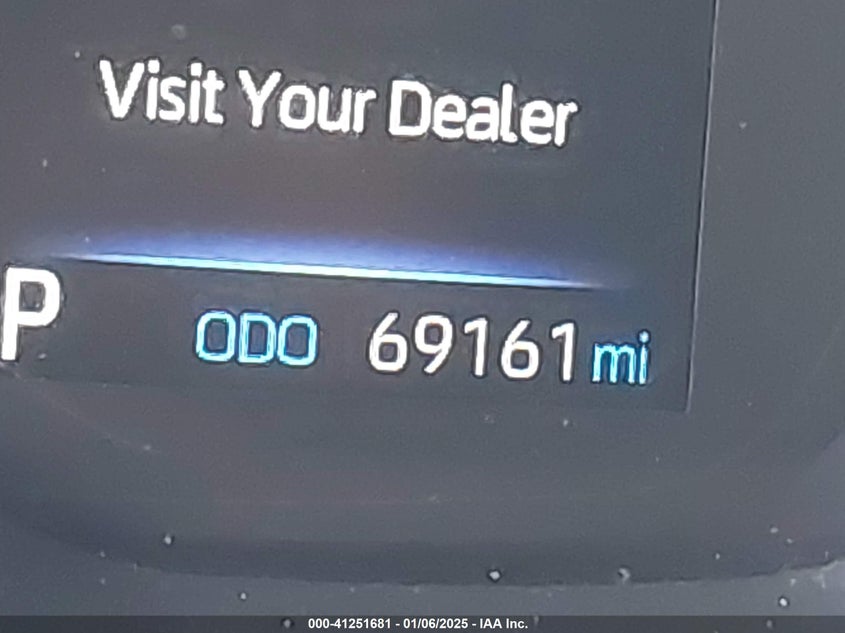 Visit Your Dealer
P ODO 69161 mi
000-41251681 - 01/06/2025 - IAA Inc.